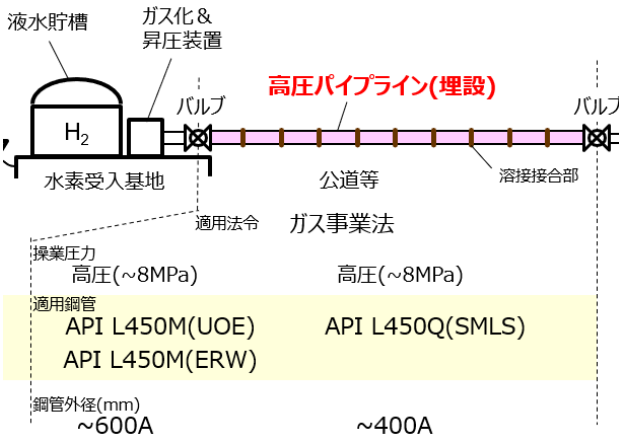 液水貯槽
ガス化&
昇圧装置
高圧パイプライン(埋設)
バルブ
バルブ
H2
水素受入基地
公道等
溶接接合部
適用法令
ガス事業法
操業圧力
高圧(~8MPa)
高圧(~8MPa)
適用鋼管
API L450M(UOE)
API L450Q(SMLS)
API L450M(ERW)
鋼管外径(mm)
~600A
~400A